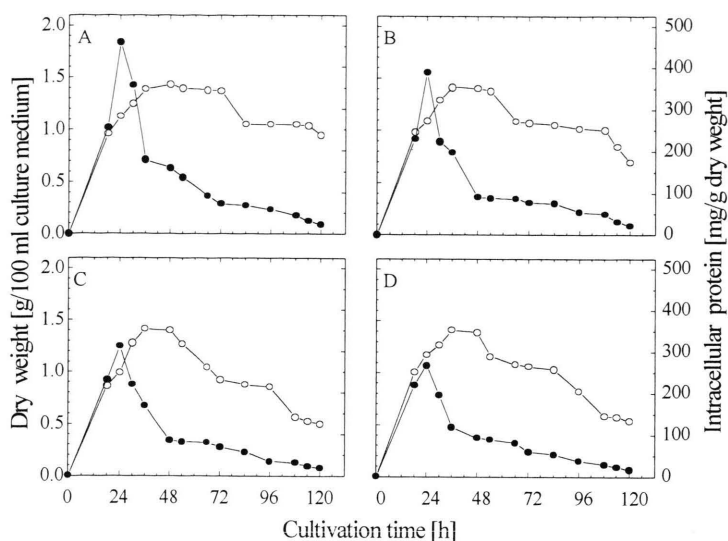 A
B
C
D
2.0
1.5
1.0
0.5
0.0
2.0
1.5
1.0
0.5
0.0
500
400
300
200
100
0
500
400
300
200
100
0
0 24 48 72 96 120
0 24 48 72 96 120
Dry weight [g/100 ml culture medium]
Intracellular protein [mg/g dry weght]
Cultivation time [h]